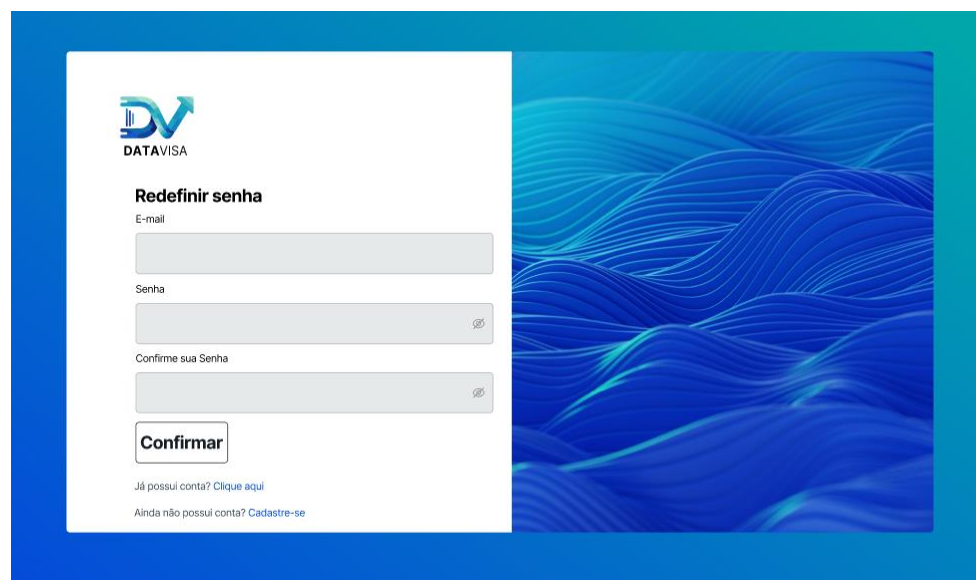 DV
DATAVISA
Redefinir senha
E-mail
Senha
Confirme sua Senha
Confirmar
Já possui conta? Clique aqui
Ainda não possui conta? Cadastre-se